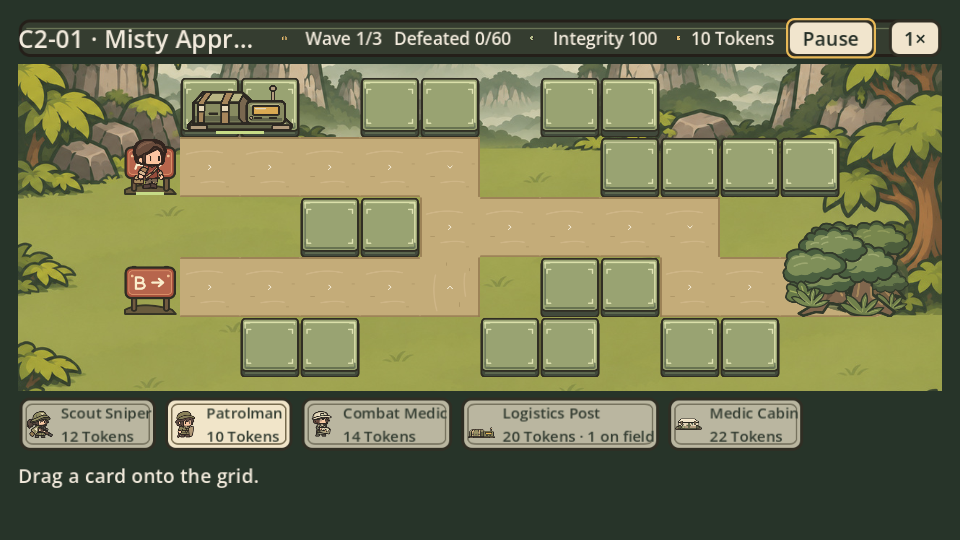 C2-01 · Misty Appr...
Wave 1/3 Defeated 0/60
Integrity 100
10 Tokens
Pause
1×
B→
Scout Sniper
12 Tokens
Patrolman
10 Tokens
Combat Medic
14 Tokens
Logistics Post
20 Tokens · 1 on field
Medic Cabin
22 Tokens
Drag a card onto the grid.